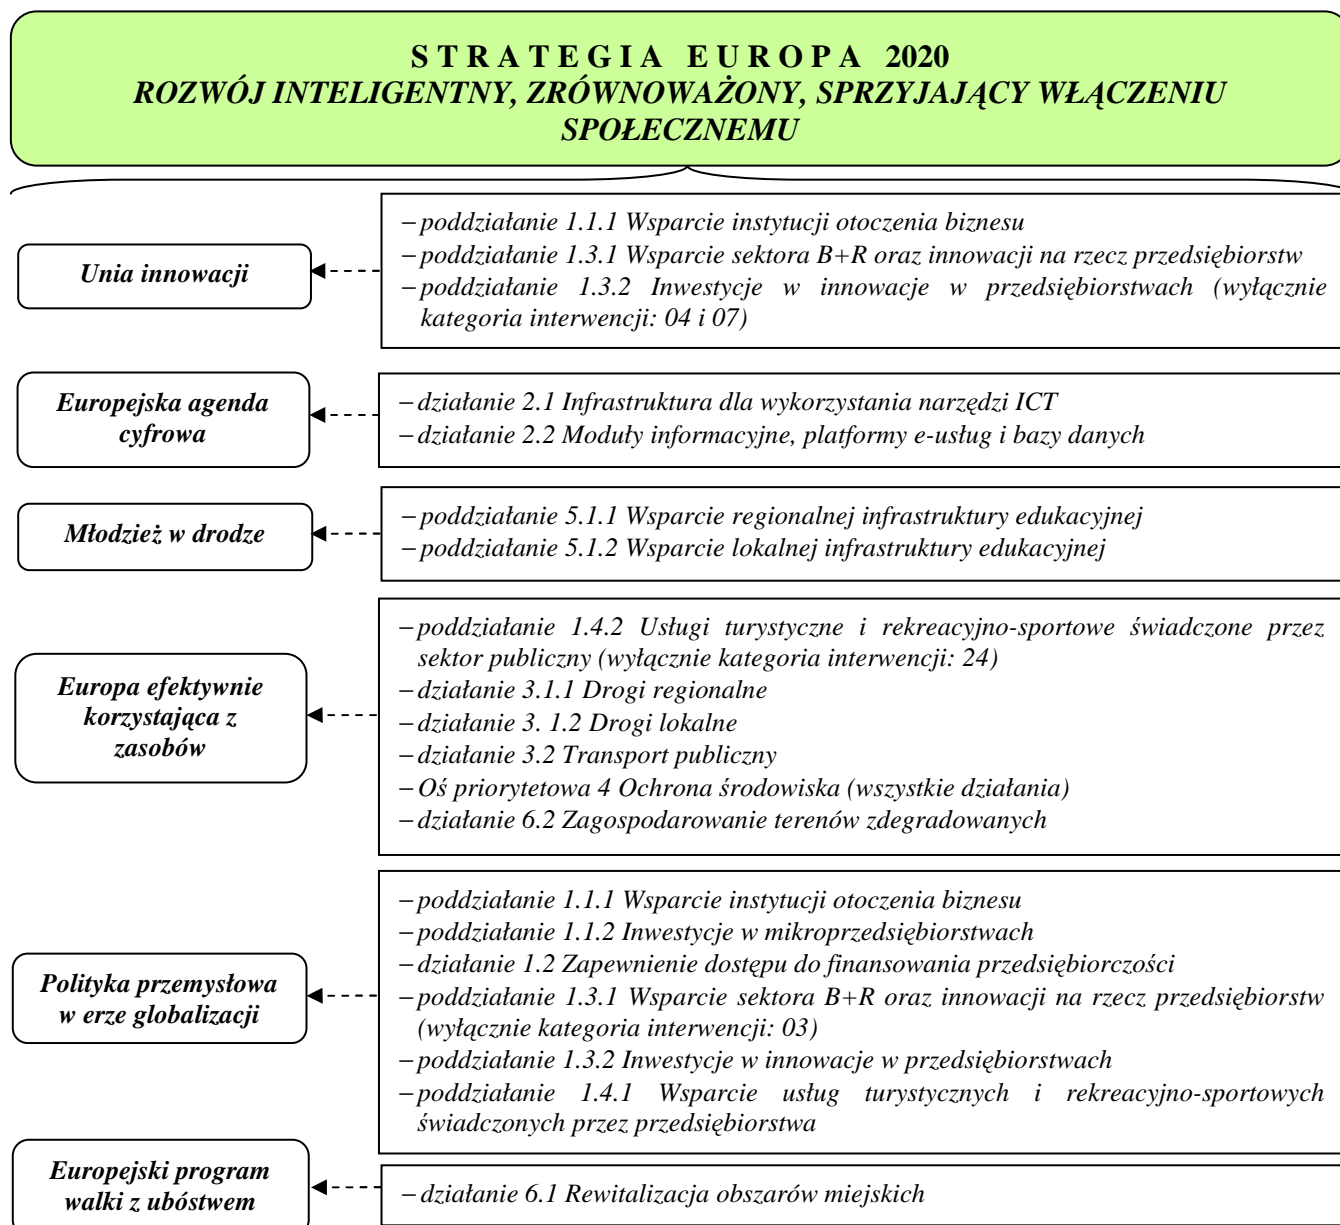 STRATEGIA EUROPA 2020
ROZWÓJ INTELIGENTNY, ZRÓWNOWAŻONY, SPRZYJAJĄCY WŁĄCZENIU
SPOŁECZNEMU
Unia innowacji
– poddziałanie 1.1.1 Wsparcie instytucji otoczenia biznesu
– poddziałanie 1.3.1 Wsparcie sektora B+R oraz innowacji na rzecz przedsiębiorstw
– poddziałanie 1.3.2 Inwestycje w innowacje w przedsiębiorstwach (wyłącznie
kategoria interwencji: 04 i 07)
Europejska agenda
cyfrowa
– działanie 2.1 Infrastruktura dla wykorzystania narzędzi ICT
– działanie 2.2 Moduły informacyjne, platformy e-usług i bazy danych
Młodzież w drodze
– poddziałanie 5.1.1 Wsparcie regionalnej infrastruktury edukacyjnej
– poddziałanie 5.1.2 Wsparcie lokalnej infrastruktury edukacyjnej
Europa efektywnie
korzystająca z
zasobów
– poddziałanie 1.4.2 Usługi turystyczne i rekreacyjno-sportowe świadczone przez
sektor publiczny (wyłącznie kategoria interwencji: 24)
– działanie 3.1.1 Drogi regionalne
– działanie 3. 1.2 Drogi lokalne
– działanie 3.2 Transport publiczny
– Oś priorytetowa 4 Ochrona środowiska (wszystkie działania)
– działanie 6.2 Zagospodarowanie terenów zdegradowanych
Polityka przemysłowa
w erze globalizacji
– poddziałanie 1.1.1 Wsparcie instytucji otoczenia biznesu
– poddziałanie 1.1.2 Inwestycje w mikroprzedsiębiorstwach
– działanie 1.2 Zapewnienie dostępu do finansowania przedsiębiorczości
– poddziałanie 1.3.1 Wsparcie sektora B+R oraz innowacji na rzecz przedsiębiorstw
(wyłącznie kategoria interwencji: 03)
– poddziałanie 1.3.2 Inwestycje w innowacje w przedsiębiorstwach
– poddziałanie 1.4.1 Wsparcie usług turystycznych i rekreacyjno-sportowych
świadczonych przez przedsiębiorstwa
Europejski program
walki z ubóstwem
– działanie 6.1 Rewitalizacja obszarów miejskich